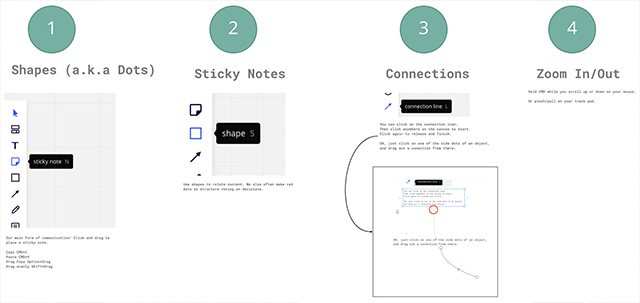 1
Shapes (a.k.a Dots)
T
sticky note N
Our main form of communication! Click and drag to
place a sticky note.
Copy CMD+C
Paste CMD+V
Drag Copy Option+Drag
Drag evenly Shift+Drag
2
Sticky Notes
shape S
Use shapes to relate content. We also often make red
dots to structure voting on decisions.
3
Connections
connection line L
You can click on the connection icon.
Then click anywhere on the canvas to start.
Click again to release and finish.
OR, just click on one of the side dots of an object,
and drag out a conection from there.
connection line L
OR, just click on one of the side dots of an object,
and drag out a connection from there.
4
Zoom In/Out
Hold CMD while you scroll up or down on your mouse.
Or pinch/pull on your track pad.